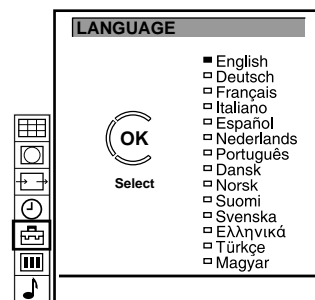 LANGUAGE
English
Deutsch
Français
Italiano
Español
Nederlands
Português
Dansk
Norsk
Suomi
Svenska
Ελληνικά
Türkçe
Magyar
OK
Select